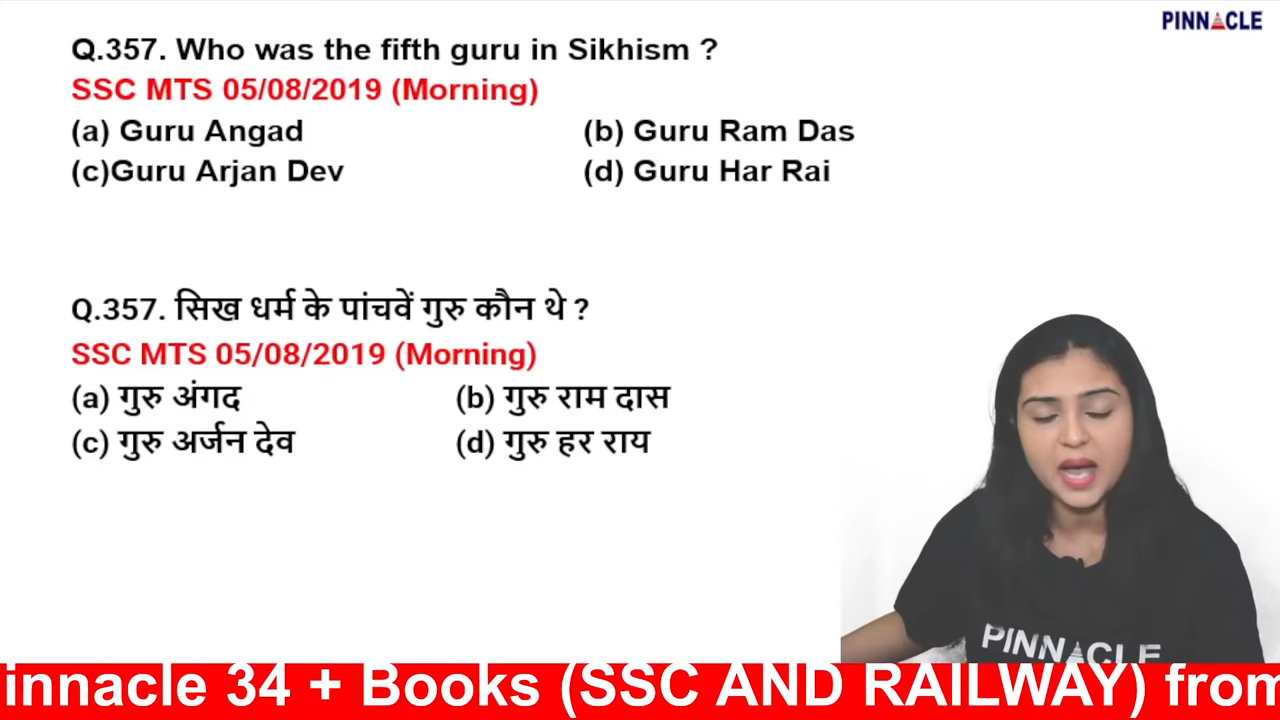 PINNACLE
Q.357. Who was the fifth guru in Sikhism ?
SSC MTS 05/08/2019 (Morning)
(a) Guru Angad (b) Guru Ram Das
(c)Guru Arjan Dev (d) Guru Har Rai
Q.357. सिख धर्म के पांचवें गुरु कौन थे ?
SSC MTS 05/08/2019 (Morning)
(a) गुरु अंगद (b) गुरु राम दास
(c) गुरु अर्जन देव (d) गुरु हर राय
PINNACLE
innacle 34 + Books (SSC AND RAILWAY) from